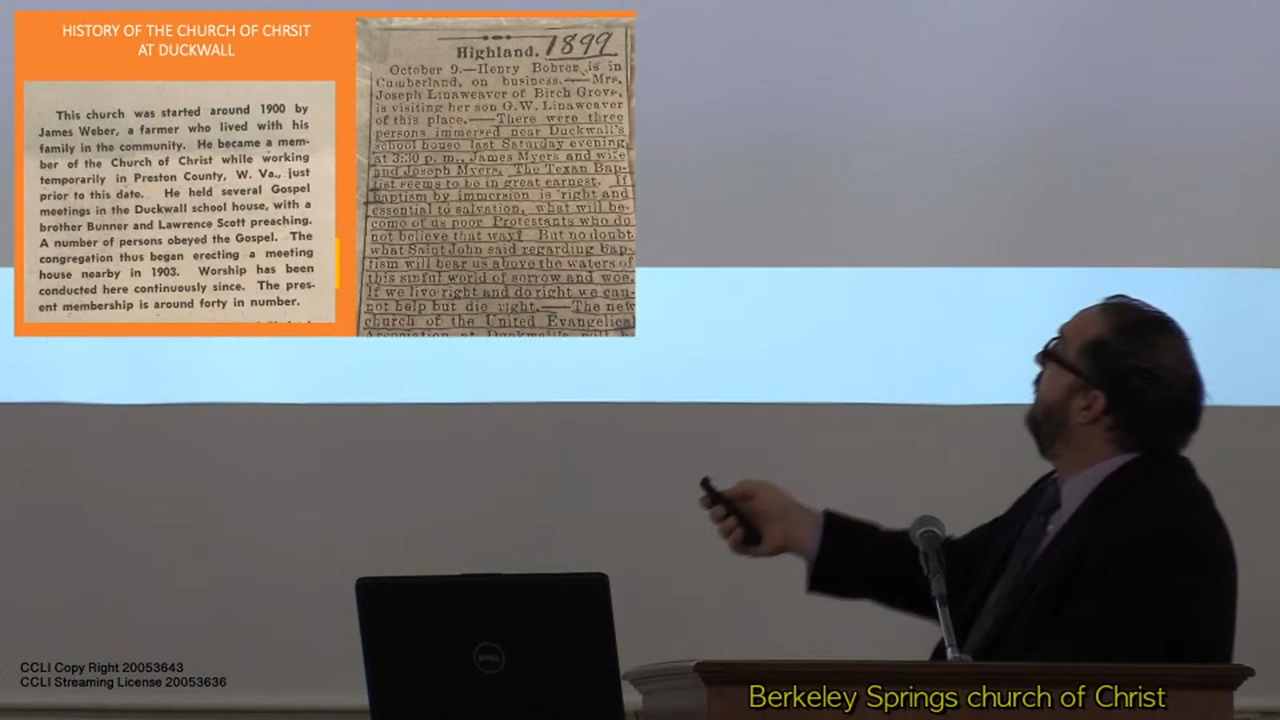 HISTORY OF THE CHURCH OF CHRSIT
AT DUCKWALL
This church was started around 1900 by
James Weber, a farmer who lived with his
family in the community. He became a mem-
ber of the Church of Christ while working
temporarily in Preston County, W. Va., just
prior to this date. He held several Gospel
meetings in the Duckwall school house, with a
brother Bunner and Lawrence Scott preaching.
A number of persons obeyed the Gospel. The
congregation thus began erecting a meeting
house nearby in 1903. Worship has been
conducted here continuously since. The pres-
ent membership is around forty in number.
Highland. 1899
October 9.—Henry Bohrer is in
Cumberland, on business.—Mrs.
Joseph Linaweaver of Birch Grove,
is visiting her son G.W. Linaweaver
of this place.—There were three
persons immersed near Duckwall's
school house last Saturday evening
at 3:30 p. m., James Myers and wife
and Joseph Myers. The Texan Bap-
tist seems to be in great earnest. If
baptism by immersion is right and
essential to salvation, what will be-
come of us poor Protestants who do
not believe that way? But no doubt
what Saint John said regarding bap-
tism will bear us above the waters of
this sinful world of sorrow and woe.
If we live right and do right we can-
not help but die right.—The new
church of the United Evangelical
Association at Duckwall's will be
DELL
CCLI Copy Right 20053643
CCLI Streaming License 20053636
Berkeley Springs church of Christ